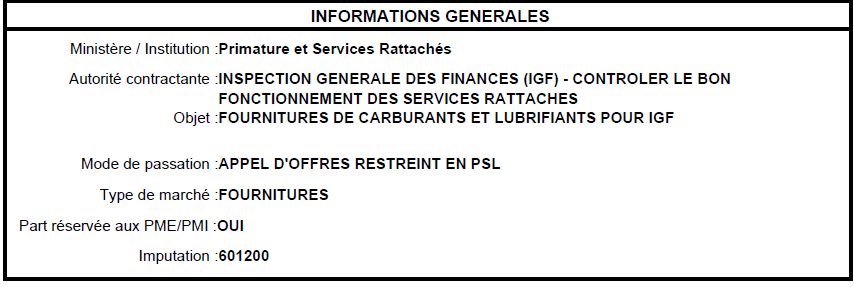 INFORMATIONS GENERALES
Ministère / Institution :Primature et Services Rattachés
Autorité contractante :INSPECTION GENERALE DES FINANCES (IGF) - CONTROLER LE BON
FONCTIONNEMENT DES SERVICES RATTACHES
Objet :FOURNITURES DE CARBURANTS ET LUBRIFIANTS POUR IGF
Mode de passation :APPEL D'OFFRES RESTREINT EN PSL
Type de marché :FOURNITURES
Part réservée aux PME/PMI :OUI
Imputation :601200